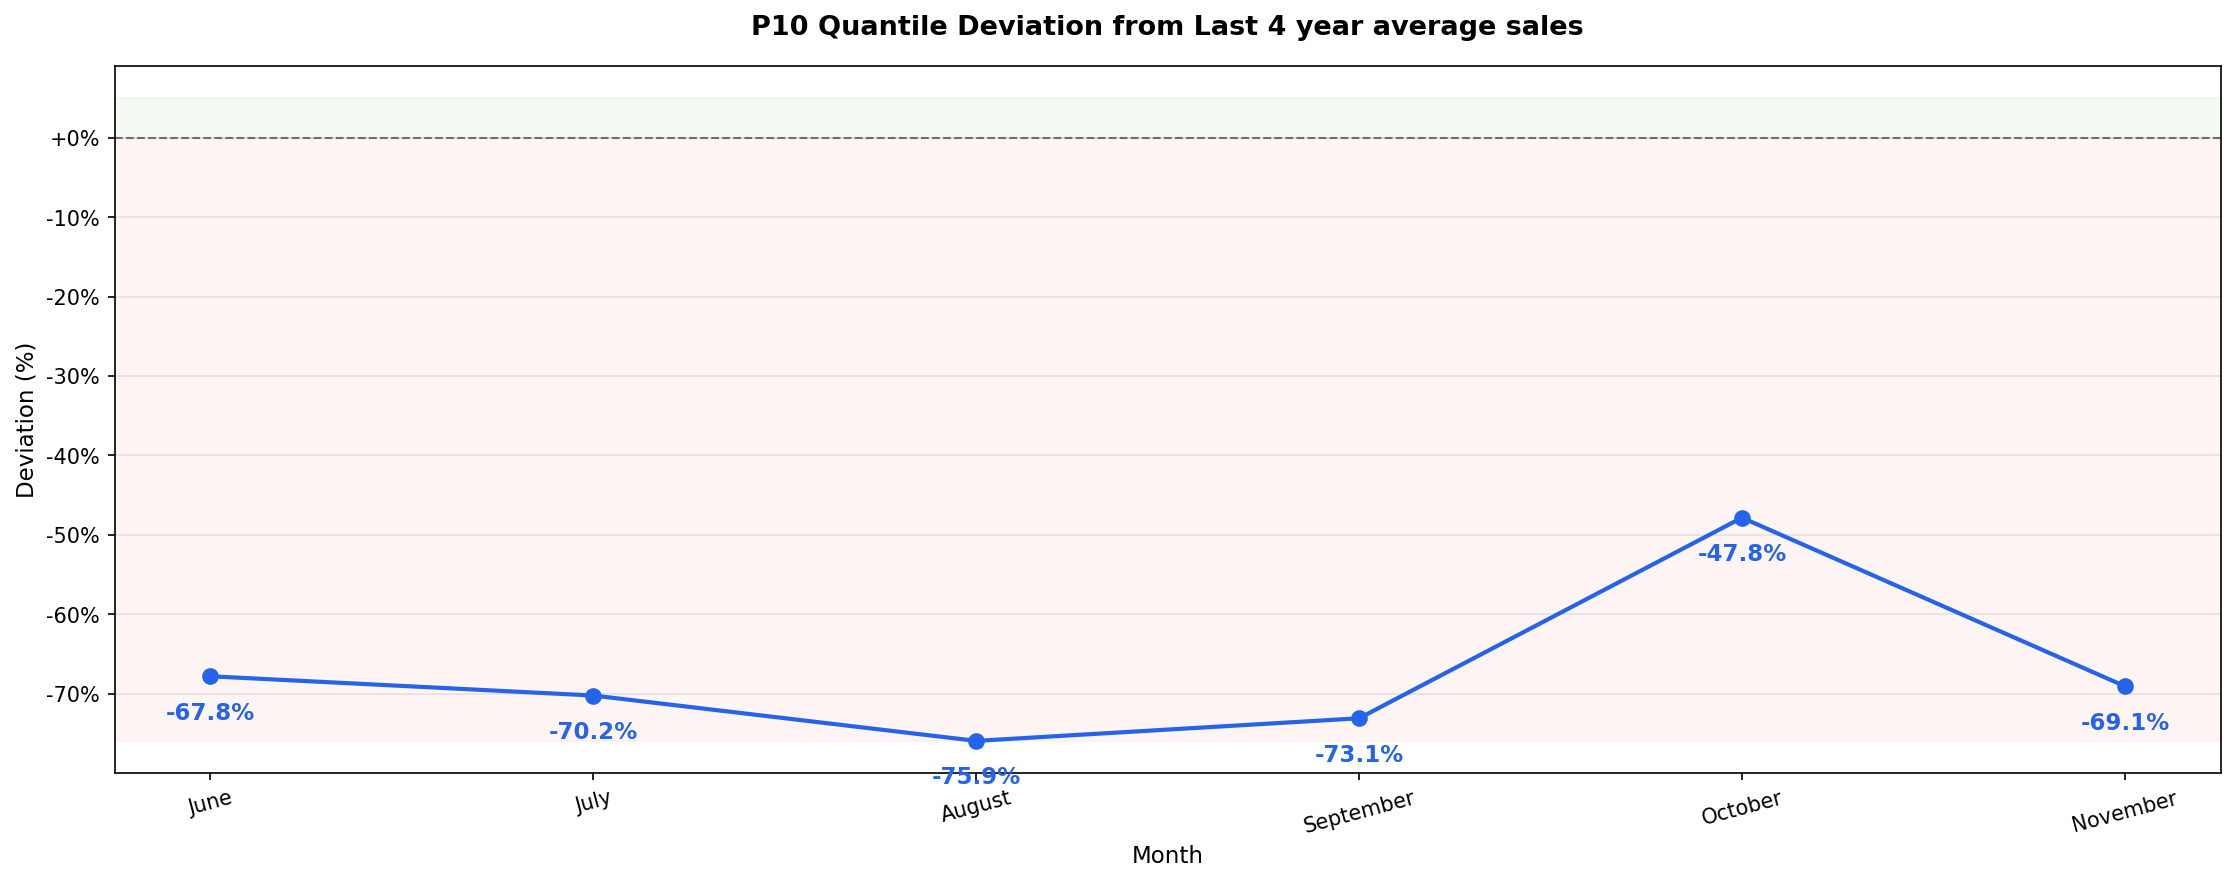 P10 Quantile Deviation from Last 4 year average sales
+0%
-10%
-20%
-30%
-40%
-50%
-60%
-70%
Deviation (%)
-67.8%
-70.2%
-75.9%
-73.1%
-47.8%
-69.1%
June
July
August
September
October
November
Month